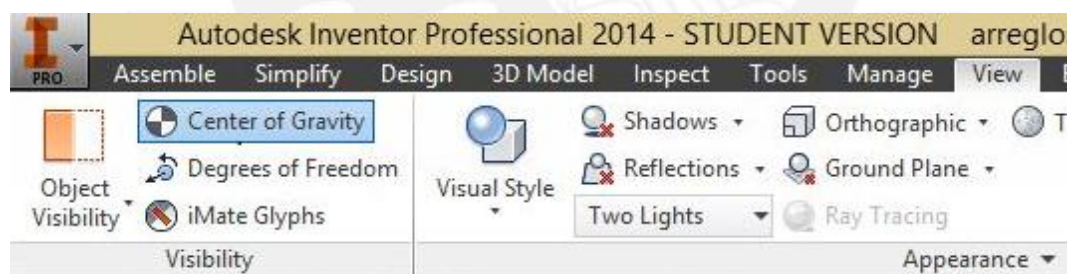 Autodesk Inventor Professional 2014 - STUDENT VERSION arreglo
PRO Assemble Simplify Design 3D Model Inspect Tools Manage View
Center of Gravity Shadows Orthographic
Degrees of Freedom Reflections Ground Plane
Object Visibility iMate Glyphs Visual Style Two Lights Ray Tracing
Visibility Appearance